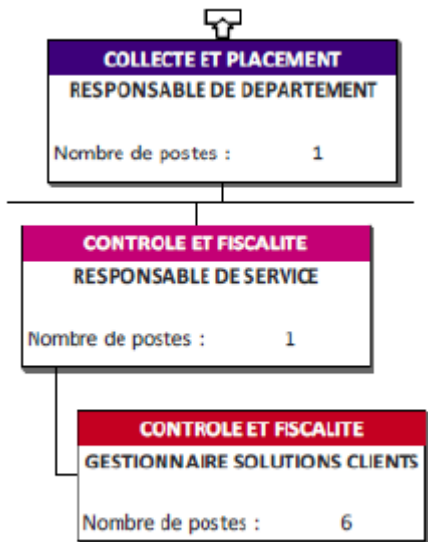 COLLECTE ET PLACEMENT
RESPONSABLE DE DEPARTEMENT
Nombre de postes : 1
CONTROLE ET FISCALITE
RESPONSABLE DE SERVICE
Nombre de postes : 1
CONTROLE ET FISCALITE
GESTIONNAIRE SOLUTIONS CLIENTS
Nombre de postes : 6